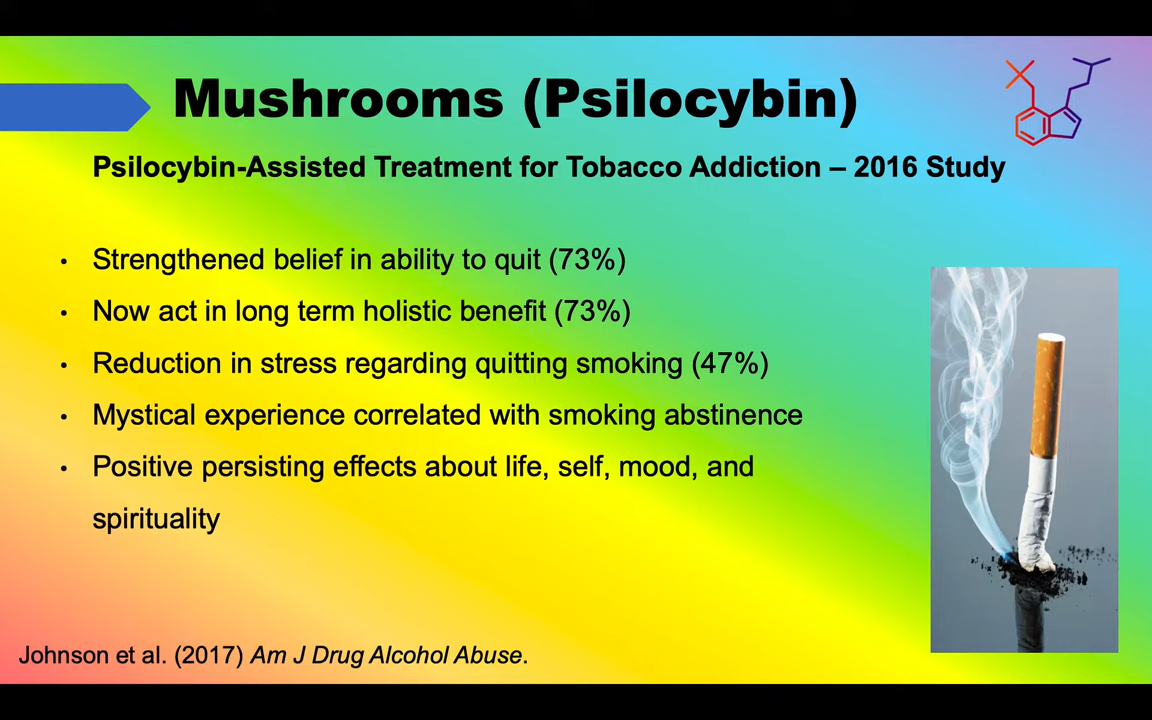 Mushrooms (Psilocybin)
Psilocybin-Assisted Treatment for Tobacco Addiction – 2016 Study
• Strengthened belief in ability to quit (73%)
• Now act in long term holistic benefit (73%)
• Reduction in stress regarding quitting smoking (47%)
• Mystical experience correlated with smoking abstinence
• Positive persisting effects about life, self, mood, and
spirituality
Johnson et al. (2017) Am J Drug Alcohol Abuse.